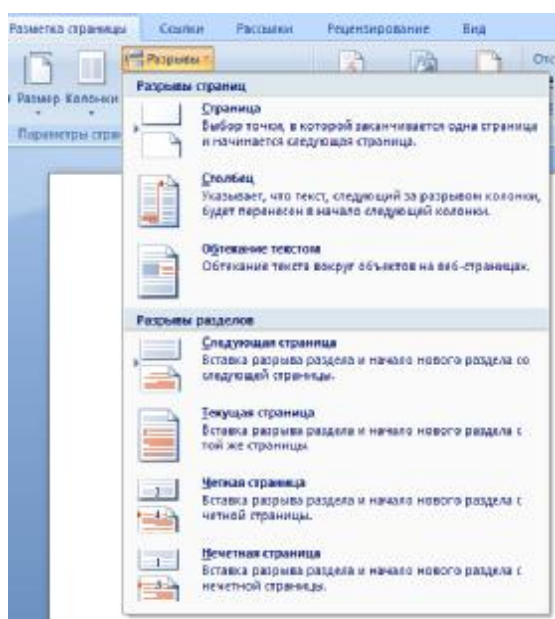 Разметка страницы Ссылки Рассылки Рецензирование Вид
Разрывы
Размер Колонки
Параметры стран
Разрывы страниц
Страница
Выбор точки, в которой заканчивается одна страница
и начинается следующая страница.
Столбец
Указывает, что текст, следующий за разрывом колонки,
будет перенесен в начало следующей колонки.
Обтекание текстом
Обтекание текста вокруг объектов на веб-страницах.
Разрывы разделов
Следующая страница
Вставка разрыва раздела и начало нового раздела со
следующей страницы.
Текущая страница
Вставка разрыва раздела и начало нового раздела с
той же страницы.
Четная страница
Вставка разрыва раздела и начало нового раздела с
четной страницы.
Нечетная страница
Вставка разрыва раздела и начало нового раздела с
нечетной страницы.